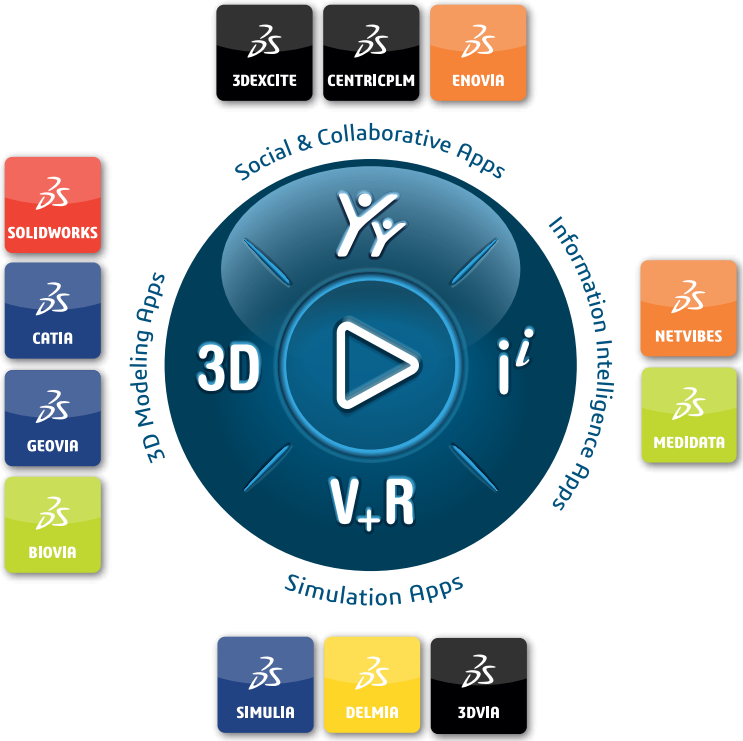 3DEXCITE
CENTRICPLM
ENOVIA
Social & Collaborative Apps
SOLIDWORKS
CATIA
GEOVIA
BIOVIA
3D Modeling Apps
3D
i i
V+R
Information Intelligence Apps
NETVIBES
MEDIDATA
Simulation Apps
SIMULIA
DELMIA
3DVIA